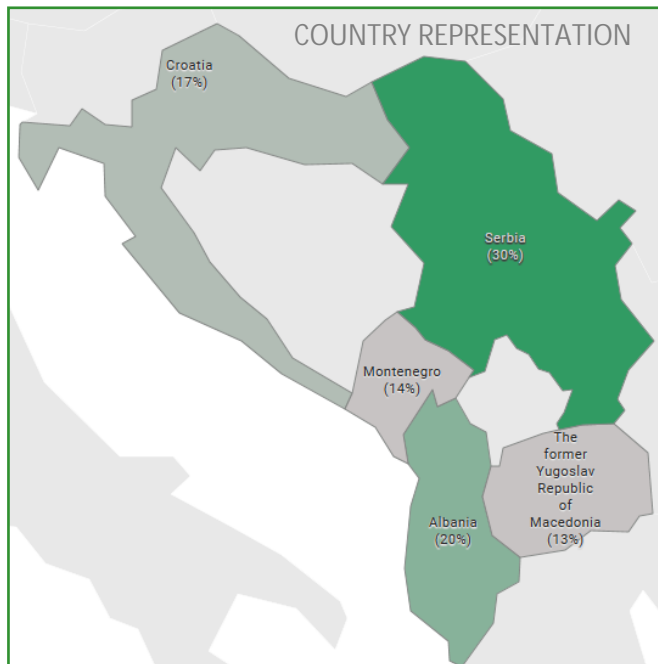 COUNTRY REPRESENTATION
Croatia
(17%)
Serbia
(30%)
Montenegro
(14%)
The
former
Yugoslav
Republic
of
Macedonia
(13%)
Albania
(20%)